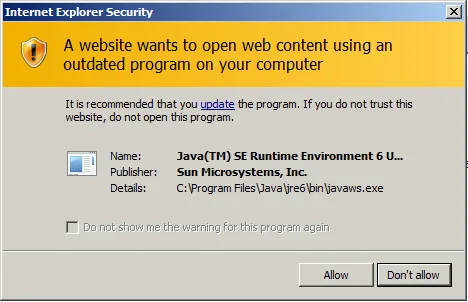 Internet Explorer Security
A website wants to open web content using an
outdated program on your computer
It is recommended that you update the program. If you do not trust this
website, do not open this program.
Name: Java(TM) SE Runtime Environment 6 U...
Publisher: Sun Microsystems, Inc.
Details: C:\Program Files\Java\jre6\bin\javaws.exe
Do not show me the warning for this program again
Allow Don't allow